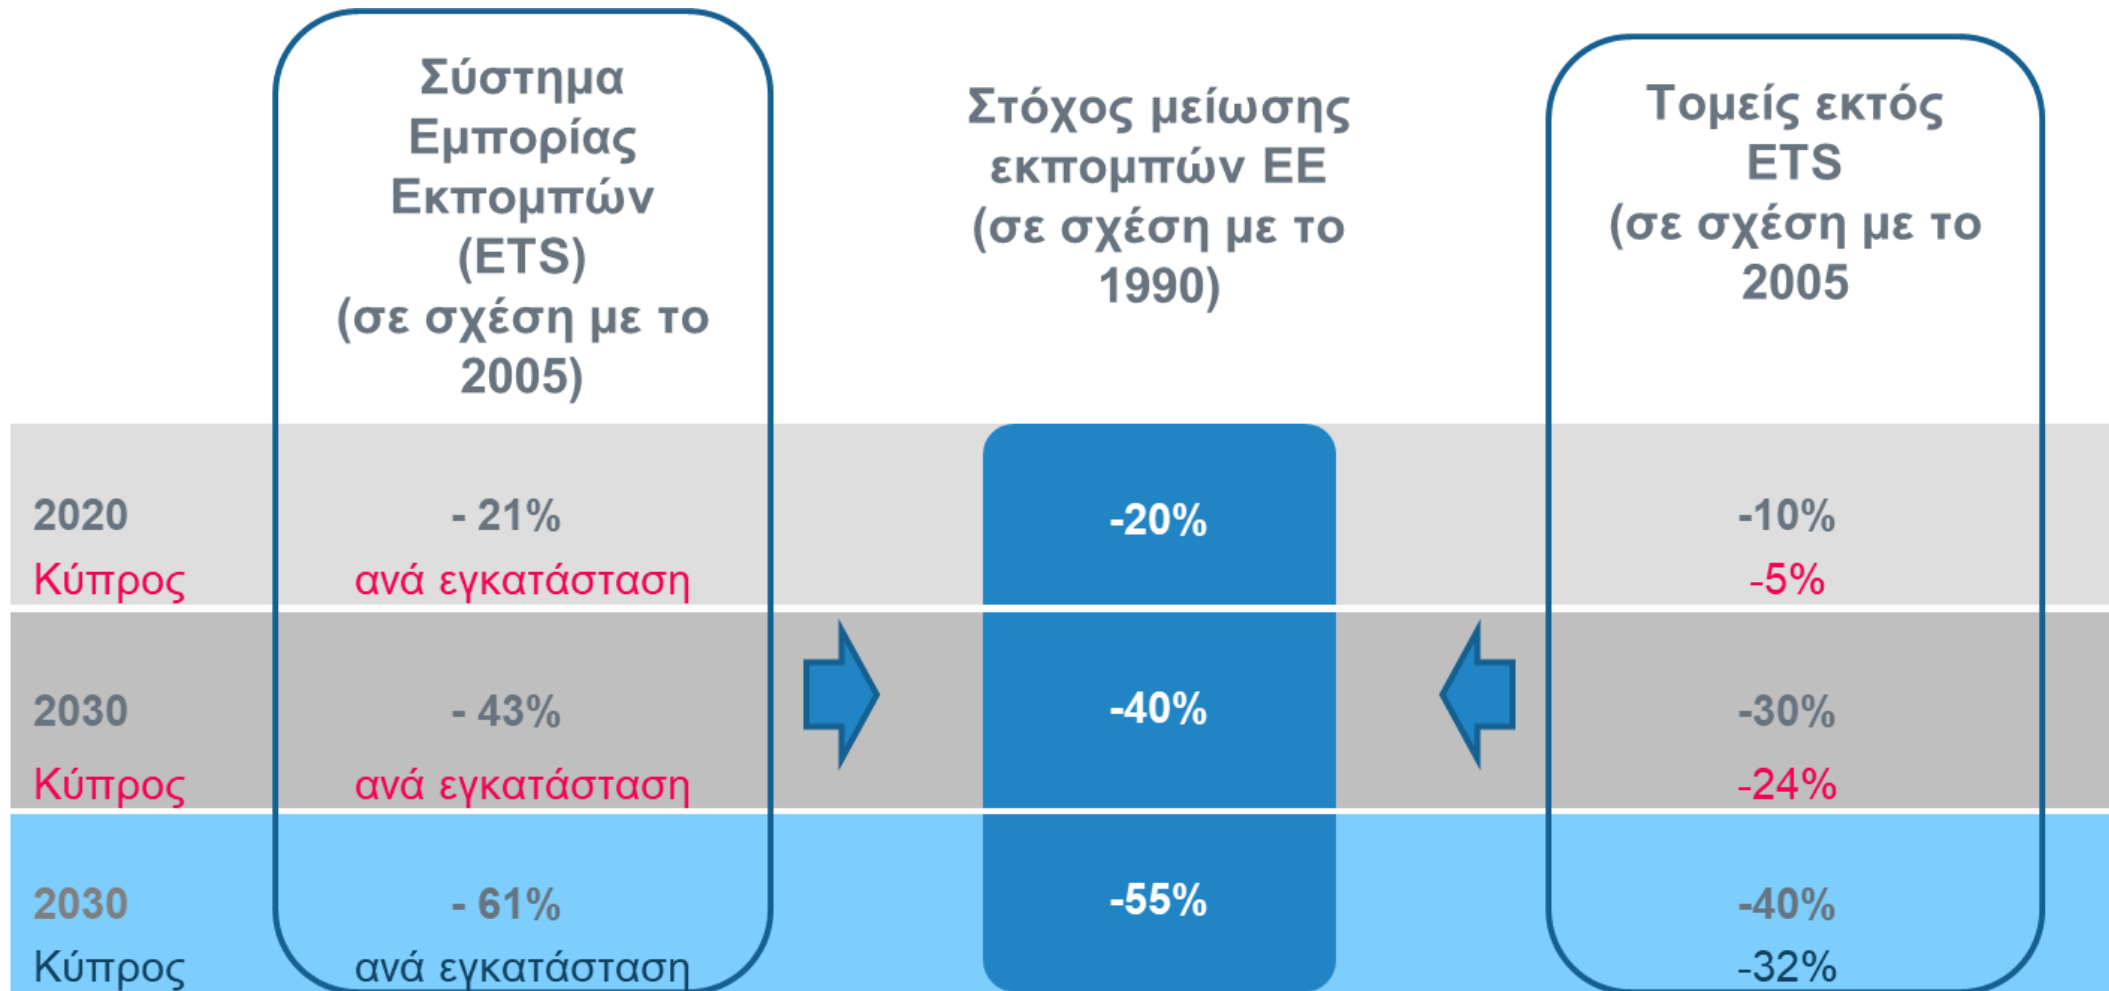 Σύστημα
Εμπορίας
Εκπομπών
(ETS)
(σε σχέση με το
2005)
Στόχος μείωσης
εκπομπών ΕΕ
(σε σχέση με το
1990)
Τομείς εκτός
ETS
(σε σχέση με το
2005
2020 - 21% -20% -10%
Κύπρος ανά εγκατάσταση -5%
2030 - 43% -40% -30%
Κύπρος ανά εγκατάσταση -24%
2030 - 61% -55% -40%
Κύπρος ανά εγκατάσταση -32%